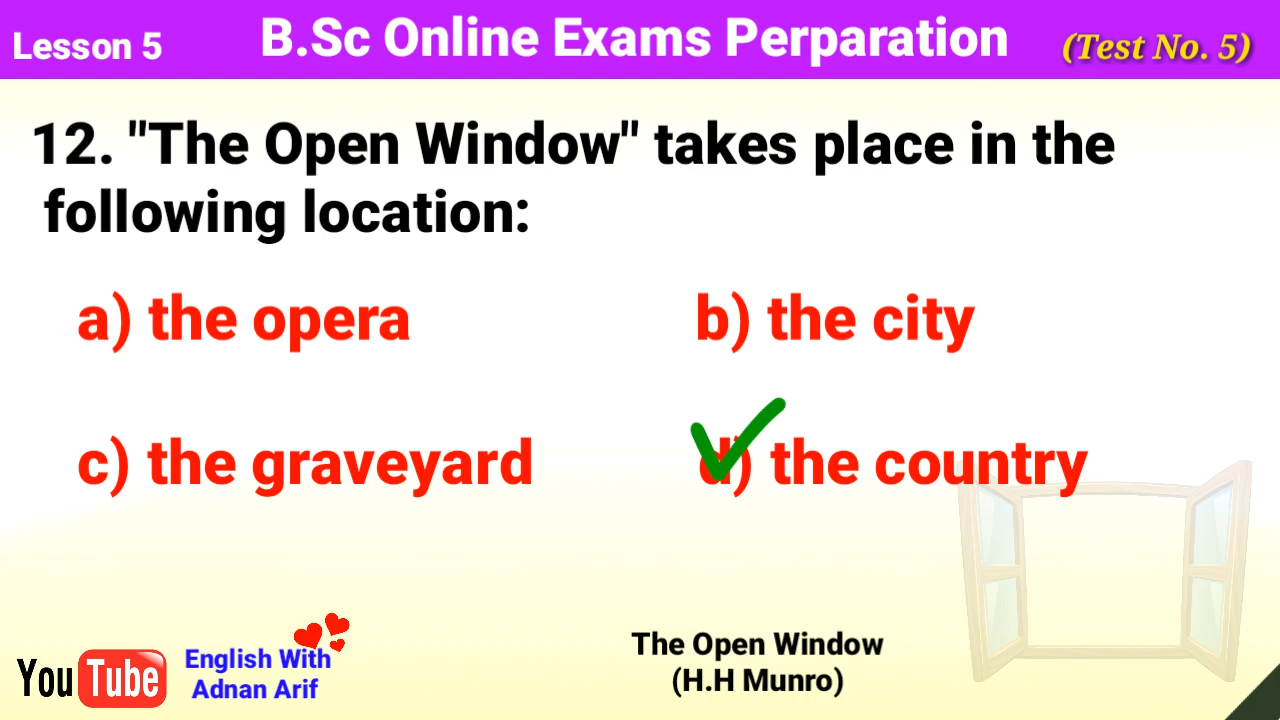 Lesson 5
B.Sc Online Exams Perparation
(Test No. 5)
12. "The Open Window" takes place in the
following location:
a) the opera
b) the city
c) the graveyard
d) the country
YouTube
English With
Adnan Arif
The Open Window
(H.H Munro)